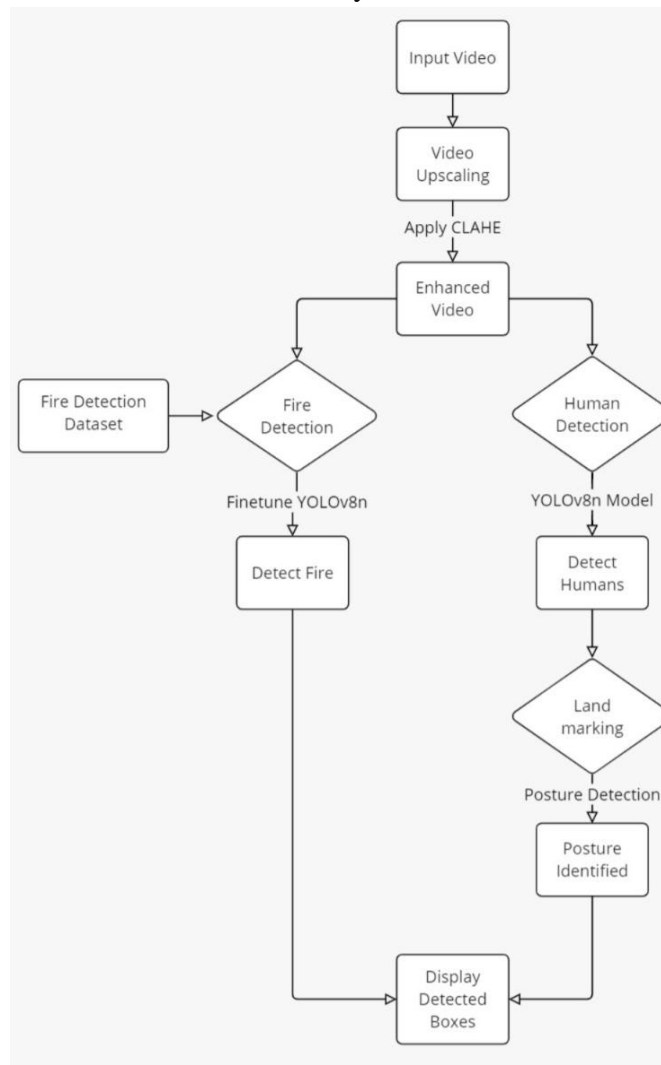 Input Video
Video
Upscaling
Apply CLAHE
Enhanced
Video
Fire Detection
Dataset
Fire
Detection
Human
Detection
Finetune YOLOv8n
YOLOv8n Model
Detect Fire
Detect
Humans
Land
marking
Posture Detection
Posture
Identified
Display
Detected
Boxes